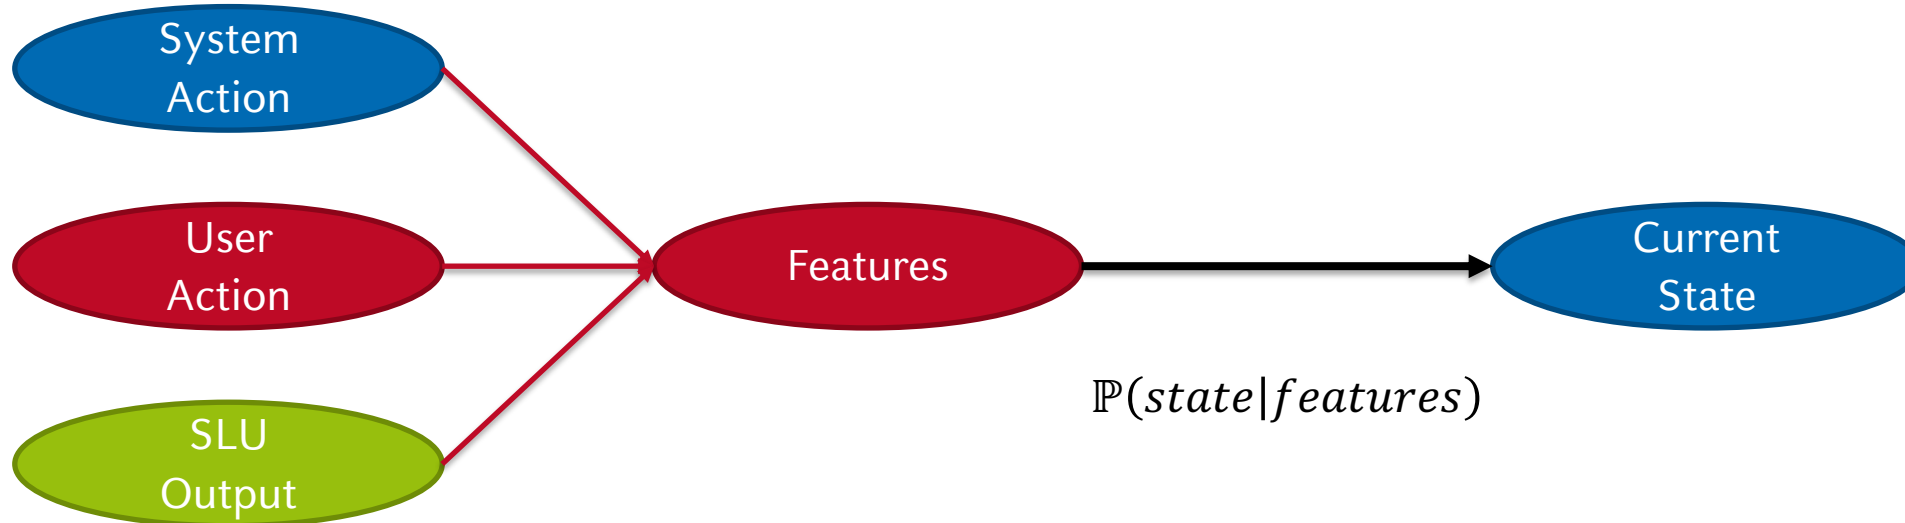 System
Action
User
Action
SLU
Output
Features
ℙ(state|features)
Current
State